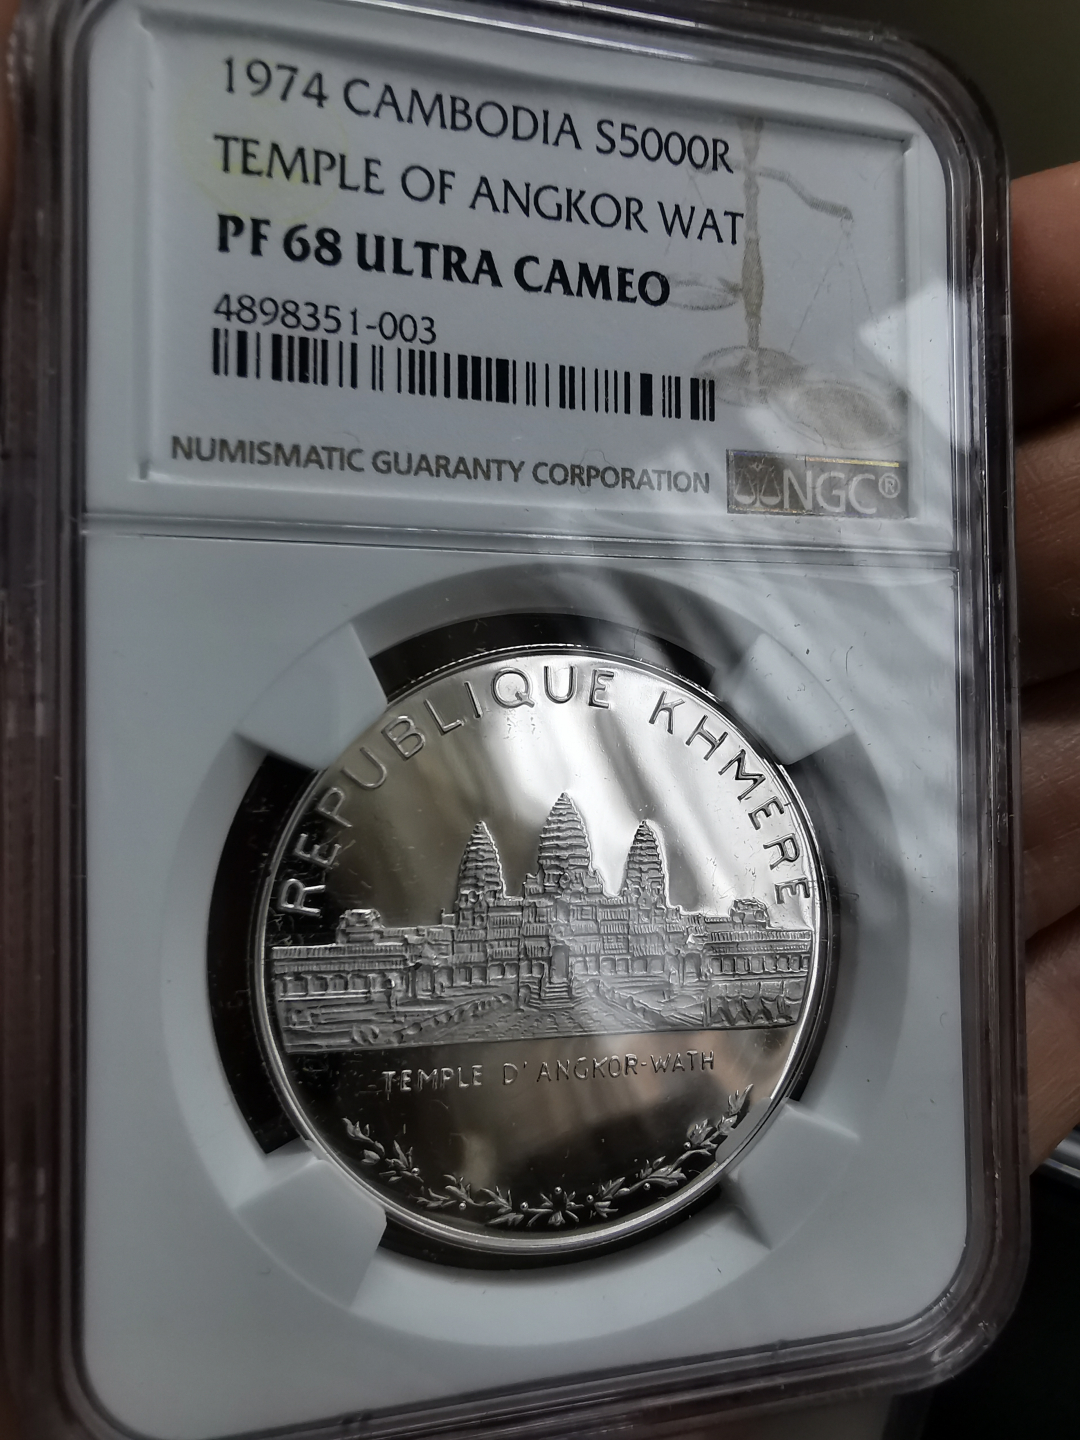 1974 CAMBODIA S5000R
TEMPLE OF ANGKOR WAT
PF 68 ULTRA CAMEO
4898351-003
NUMISMATIC GUARANTY CORPORATION
NGC®
REPUBLIQUE KHMERE
TEMPLE D'ANGKOR-WATH